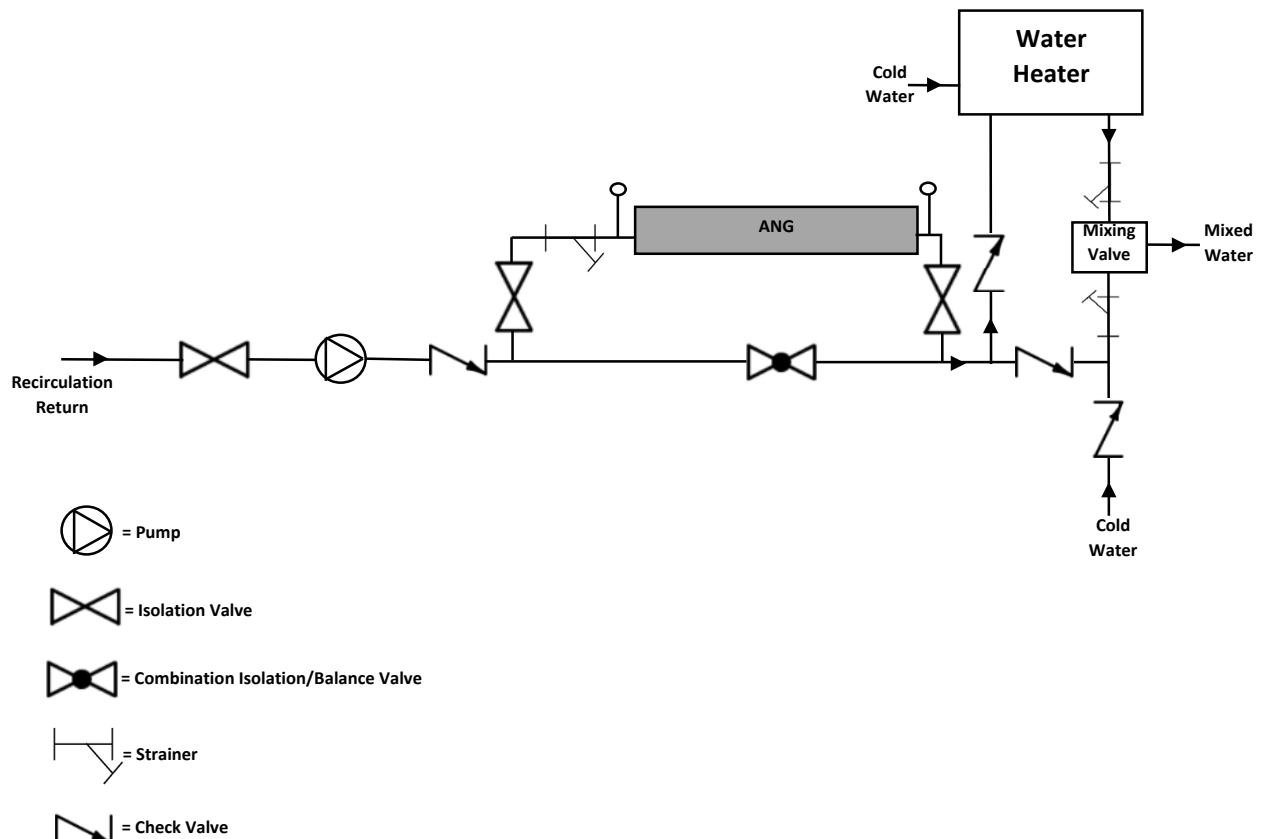 Water
Heater
Cold
Water
ANG
Mixing
Valve
Mixed
Water
Recirculation
Return
Cold
Water
= Pump
= Isolation Valve
= Combination Isolation/Balance Valve
= Strainer
= Check Valve